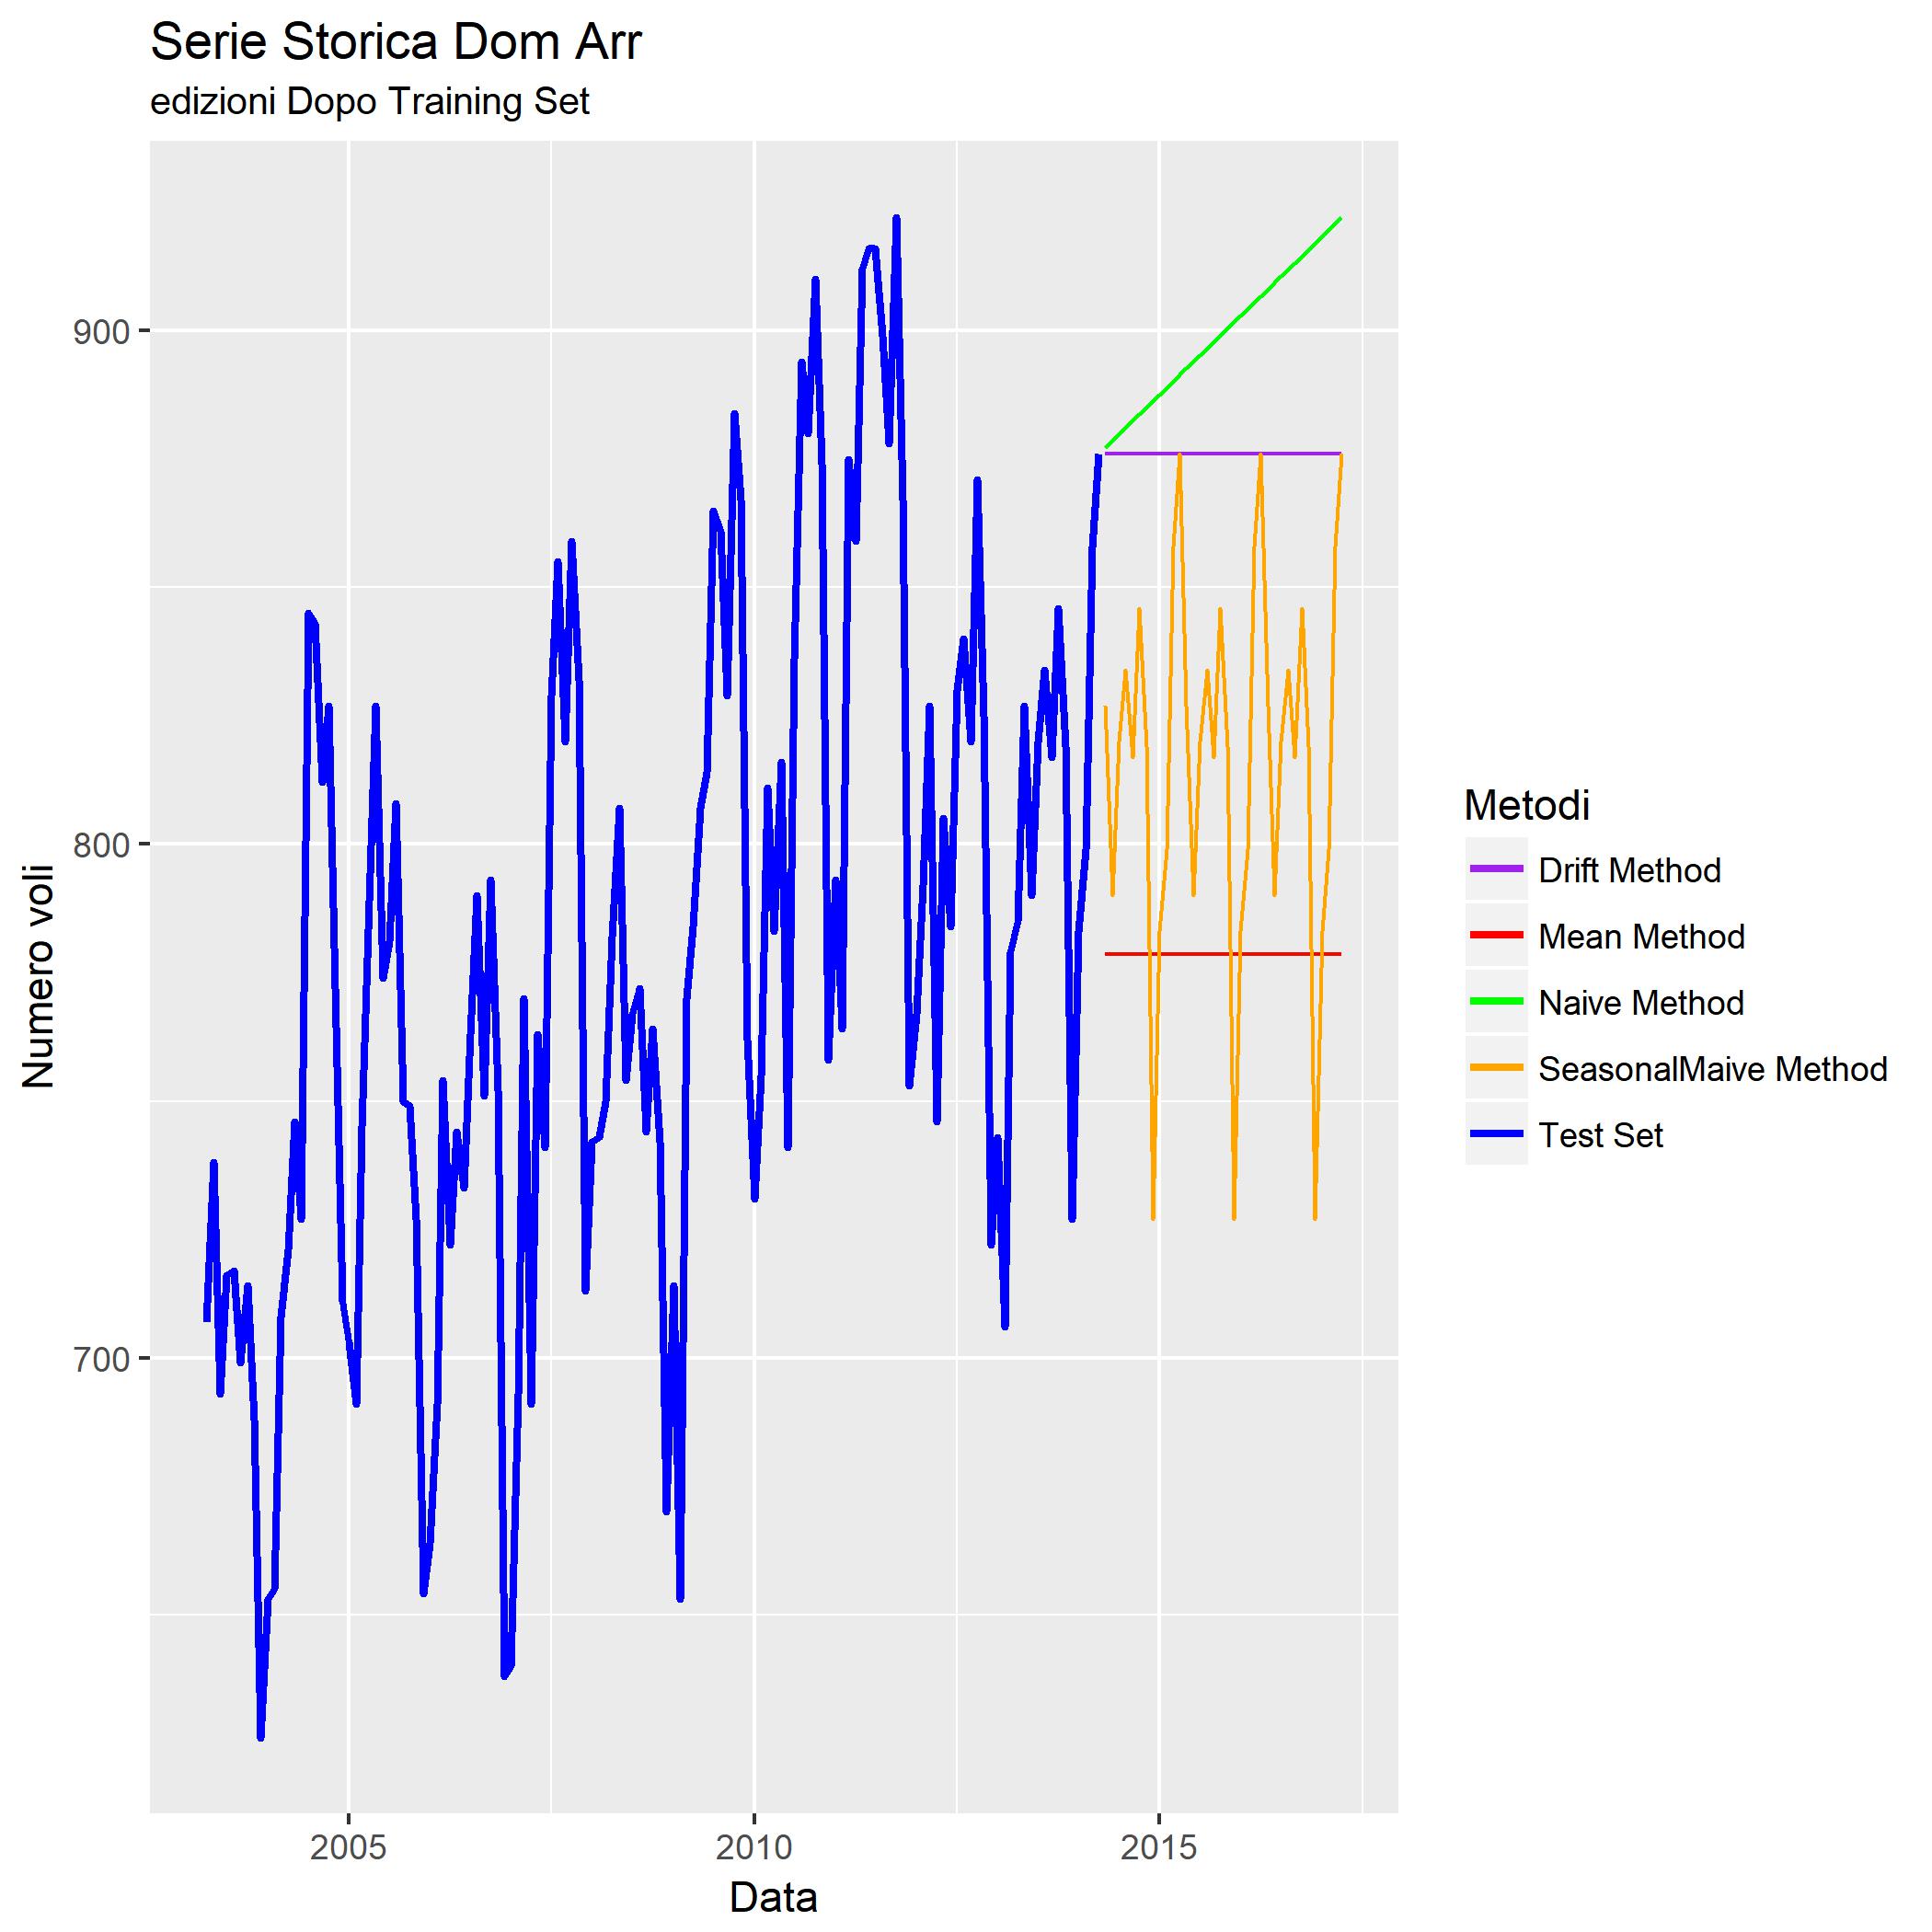 Serie Storica Dom Arr
edizioni Dopo Training Set
Numero voli
900
800
700
2005
2010
2015
Data
Metodi
Drift Method
Mean Method
Naive Method
SeasonalMaive Method
Test Set